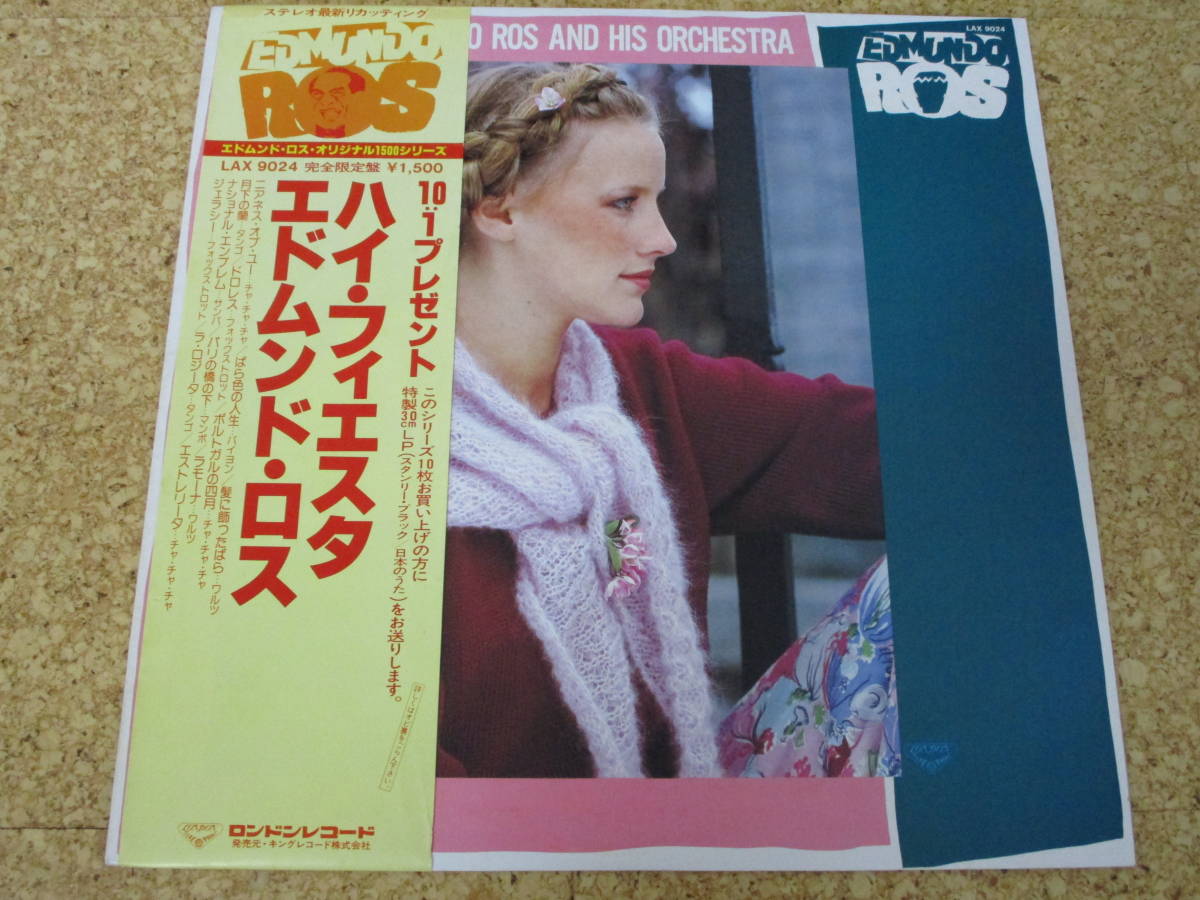 ステレオ最新リカッティング
EDMUNDO
ROS
エドムンド・ロス・オリジナル1500シリーズ
LAX 9024 完全限定盤 ¥1,500
10:1プレゼント
このシリーズ10枚お買い上げの方に
特製30cmLP(スタンリー・ブラック/日本のうた)をお送りします。
ハイ・フィエスタ
エドムンド・ロス
ニアネス・オブ・ユー…チャ・チャ・チャ/ばら色の人生…バイヨン/髪に飾ったばら…ワルツ
月下の蘭…タンゴ/ドロレス…フォックストロット/ポルトガルの四月…チャ・チャ・チャ
ナショナル・エンブレム…サンバ/パリの橋の下…マンボ/ラモーナ…ワルツ
ジェラシー…フォックストロット/ラ・ロジータ…タンゴ/エストレリータ…チャ・チャ・チャ
ロンドンレコード
発売元・キングレコード株式会社
O ROS AND HIS ORCHESTRA
LAX 9024
EDMUNDO
ROS